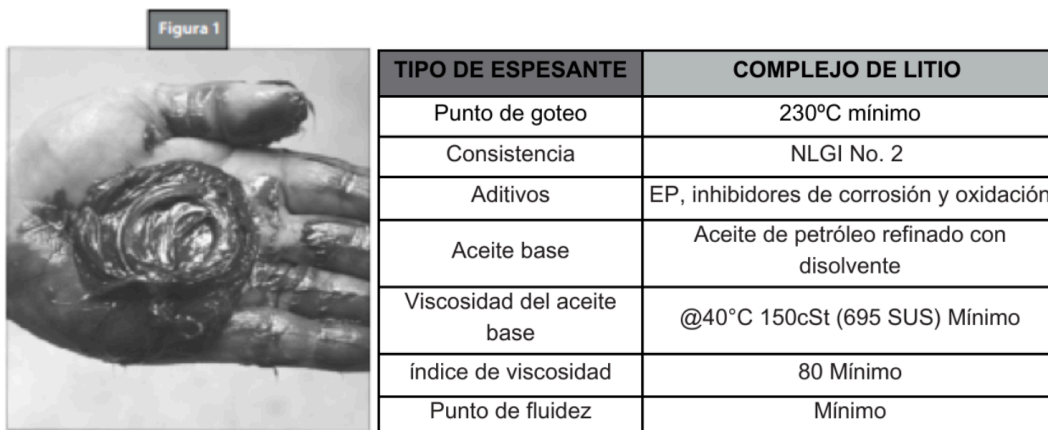 Figura 1
TIPO DE ESPESANTE COMPLEJO DE LITIO
Punto de goteo 230ºC mínimo
Consistencia NLGI No. 2
Aditivos EP, inhibidores de corrosión y oxidación
Aceite base Aceite de petróleo refinado con
disolvente
Viscosidad del aceite
base @40°C 150cSt (695 SUS) Mínimo
índice de viscosidad 80 Mínimo
Punto de fluidez Mínimo